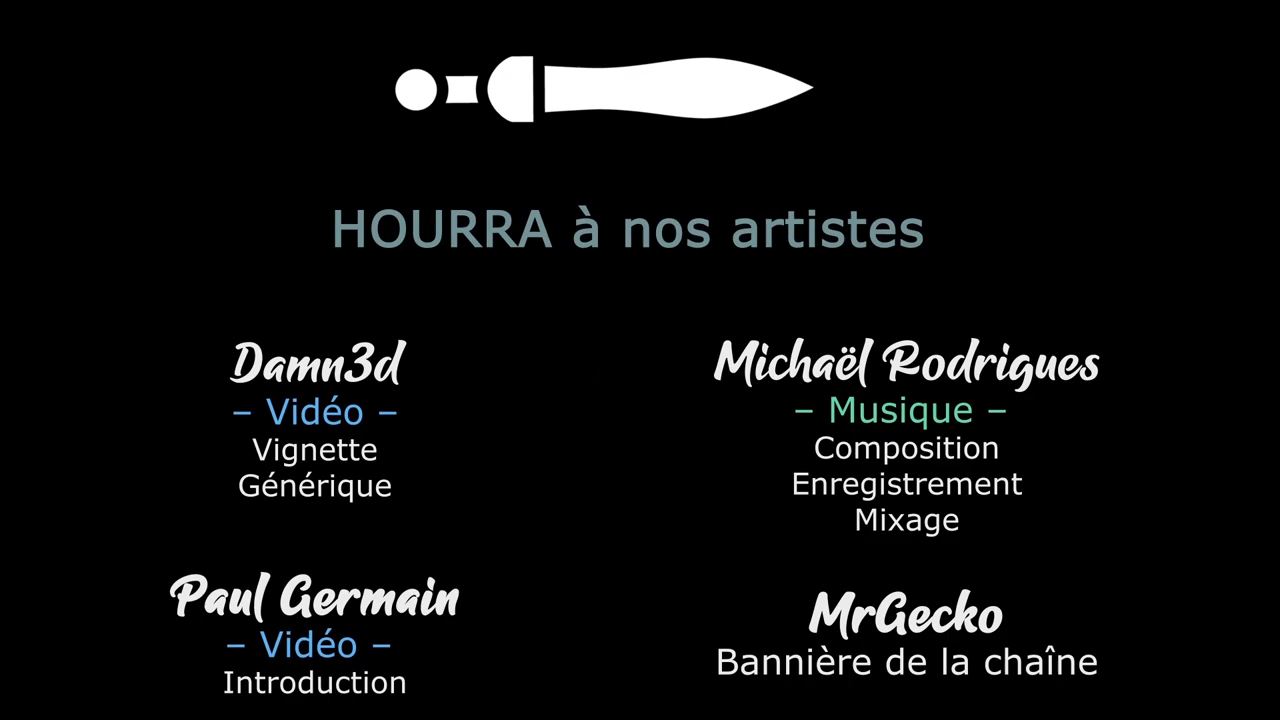 HOURRA à nos artistes
Damn3d
– Vidéo –
Vignette
Générique
Michaël Rodrigues
– Musique –
Composition
Enregistrement
Mixage
Paul Germain
– Vidéo –
Introduction
MrGecko
Bannière de la chaîne